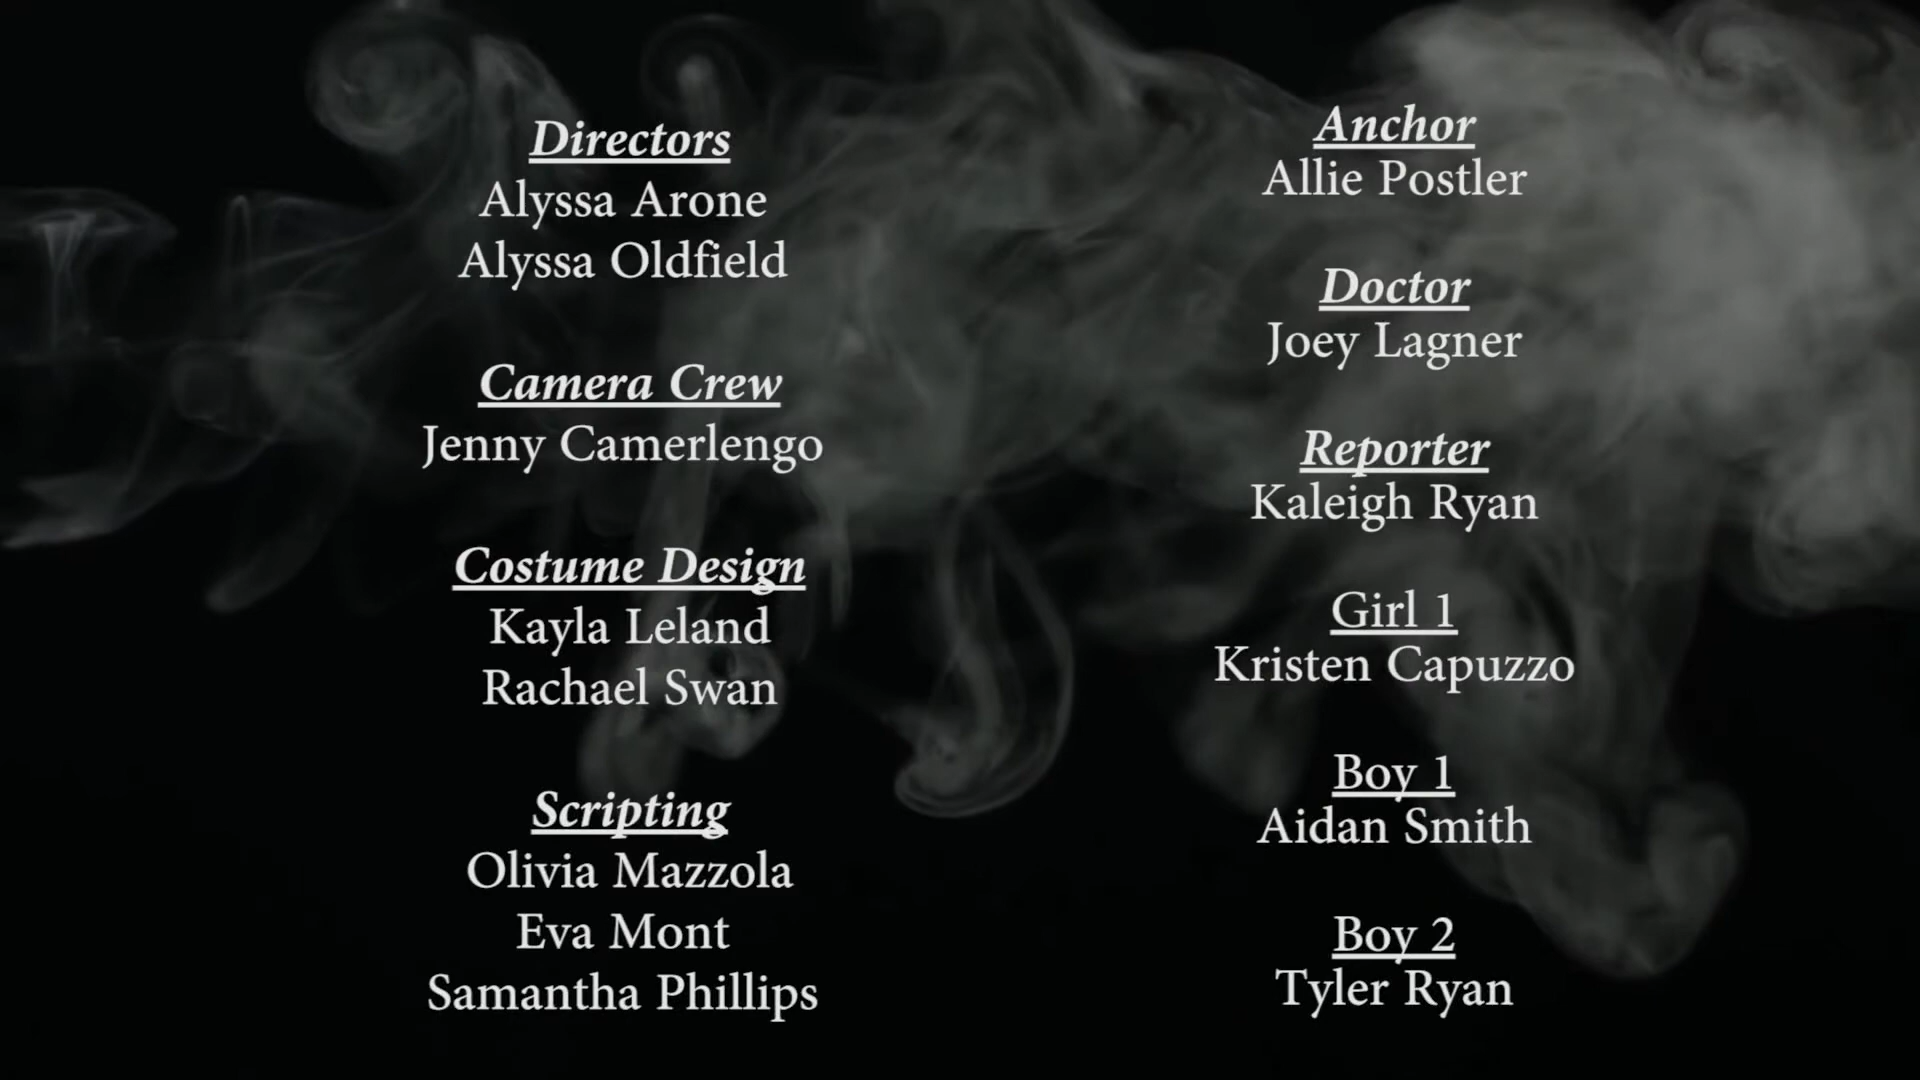 Directors
Alyssa Arone
Alyssa Oldfield
Camera Crew
Jenny Camerlengo
Costume Design
Kayla Leland
Rachael Swan
Scripting
Olivia Mazzola
Eva Mont
Samantha Phillips
Anchor
Allie Postler
Doctor
Joey Lagner
Reporter
Kaleigh Ryan
Girl 1
Kristen Capuzzo
Boy 1
Aidan Smith
Boy 2
Tyler Ryan